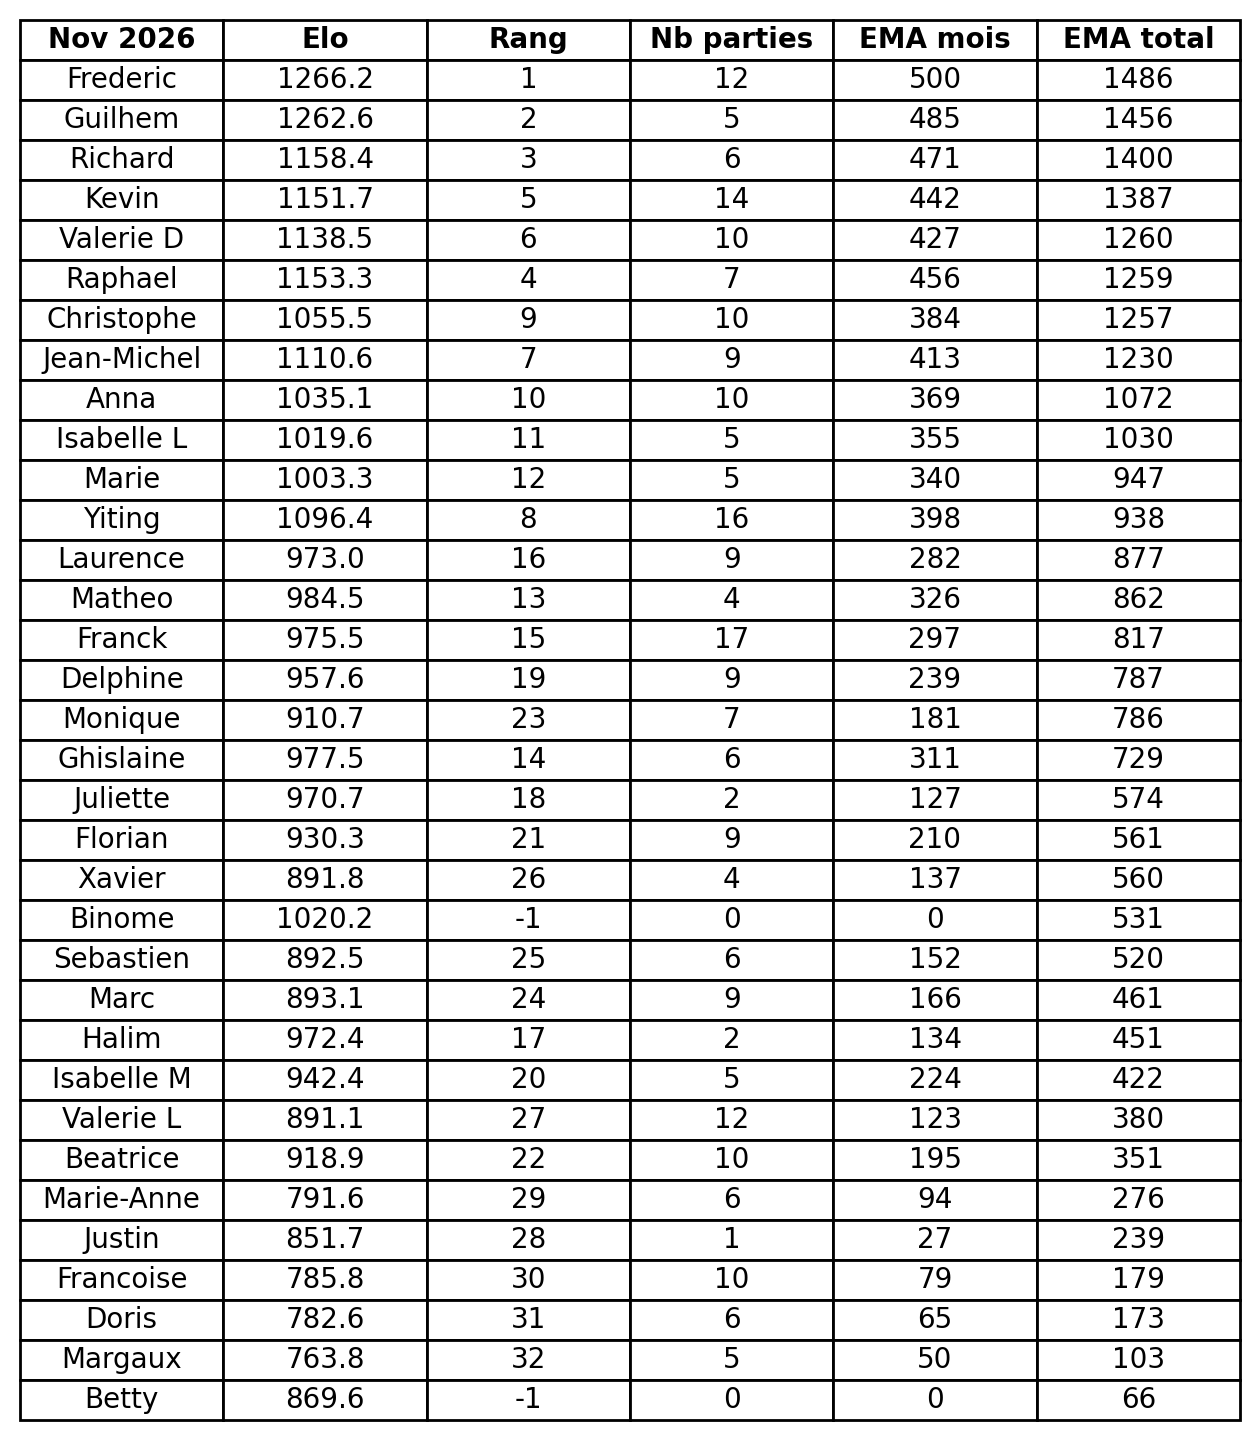 Nov 2026 Elo Rang Nb parties EMA mois EMA total
Frederic 1266.2 1 12 500 1486
Guilhem 1262.6 2 5 485 1456
Richard 1158.4 3 6 471 1400
Kevin 1151.7 5 14 442 1387
Valerie D 1138.5 6 10 427 1260
Raphael 1153.3 4 7 456 1259
Christophe 1055.5 9 10 384 1257
Jean-Michel 1110.6 7 9 413 1230
Anna 1035.1 10 10 369 1072
Isabelle L 1019.6 11 5 355 1030
Marie 1003.3 12 5 340 947
Yiting 1096.4 8 16 398 938
Laurence 973.0 16 9 282 877
Matheo 984.5 13 4 326 862
Franck 975.5 15 17 297 817
Delphine 957.6 19 9 239 787
Monique 910.7 23 7 181 786
Ghislaine 977.5 14 6 311 729
Juliette 970.7 18 2 127 574
Florian 930.3 21 9 210 561
Xavier 891.8 26 4 137 560
Binome 1020.2 -1 0 0 531
Sebastien 892.5 25 6 152 520
Marc 893.1 24 9 166 461
Halim 972.4 17 2 134 451
Isabelle M 942.4 20 5 224 422
Valerie L 891.1 27 12 123 380
Beatrice 918.9 22 10 195 351
Marie-Anne 791.6 29 6 94 276
Justin 851.7 28 1 27 239
Francoise 785.8 30 10 79 179
Doris 782.6 31 6 65 173
Margaux 763.8 32 5 50 103
Betty 869.6 -1 0 0 66